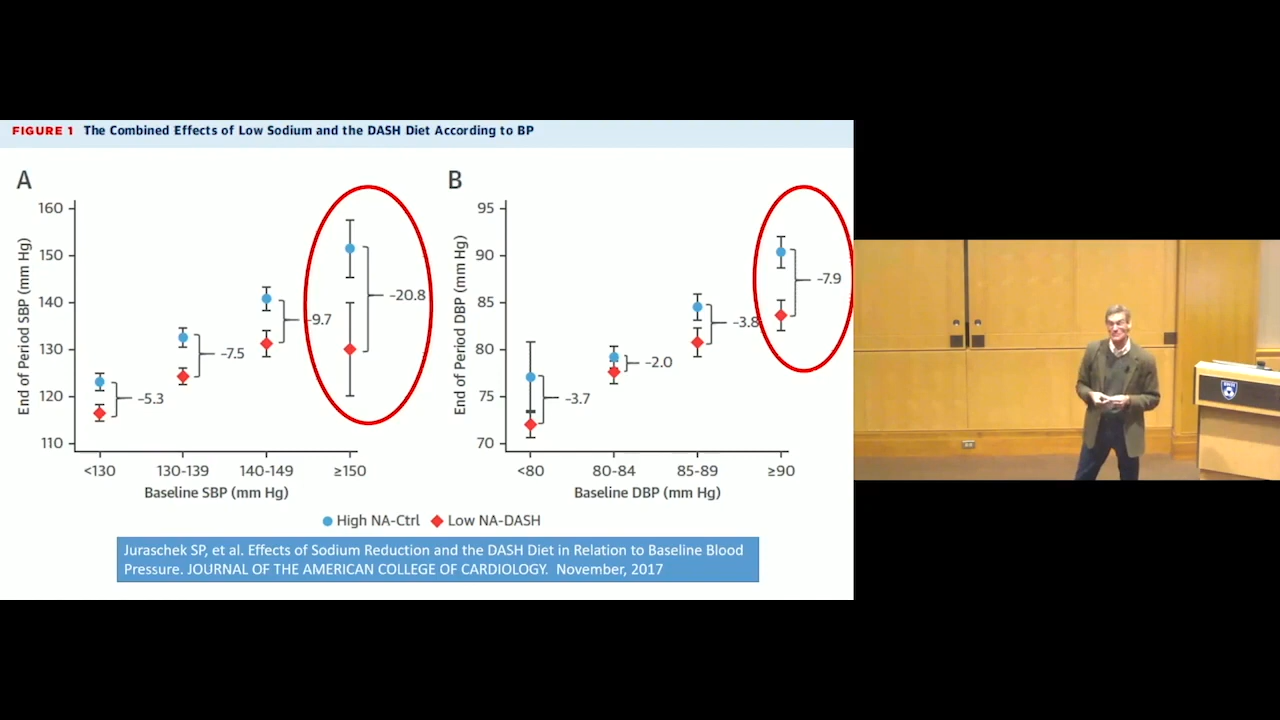 FIGURE 1 The Combined Effects of Low Sodium and the DASH Diet According to BP
A
End of Period SBP (mm Hg)
160
150
140
130
120
110
-5.3
-7.5
-9.7
-20.8
<130
130-139
140-149
≥150
Baseline SBP (mm Hg)
B
End of Period DBP (mm Hg)
95
90
85
80
75
70
-3.7
-2.0
-3.8
-7.9
<80
80-84
85-89
≥90
Baseline DBP (mm Hg)
High NA-Ctrl Low NA-DASH
Juraschek SP, et al. Effects of Sodium Reduction and the DASH Diet in Relation to Baseline Blood
Pressure. JOURNAL OF THE AMERICAN COLLEGE OF CARDIOLOGY. November, 2017